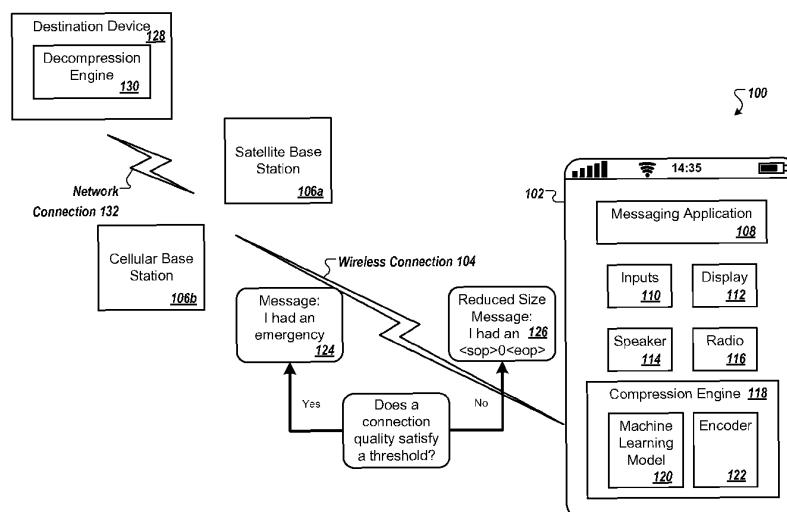 Destination Device
128
Decompression
Engine
130
Network
Connection 132
Satellite Base
Station
106a
Cellular Base
Station
106b
Wireless Connection 104
Message:
I had an
emergency
124
Reduced Size
Message:
I had an 126
<sop>0<eop>
Yes
No
Does a
connection
quality satisfy
a threshold?
100
102
14:35
Messaging Application
108
Inputs
110
Display
112
Speaker
114
Radio
116
Compression Engine 118
Machine
Learning
Model
120
Encoder
122